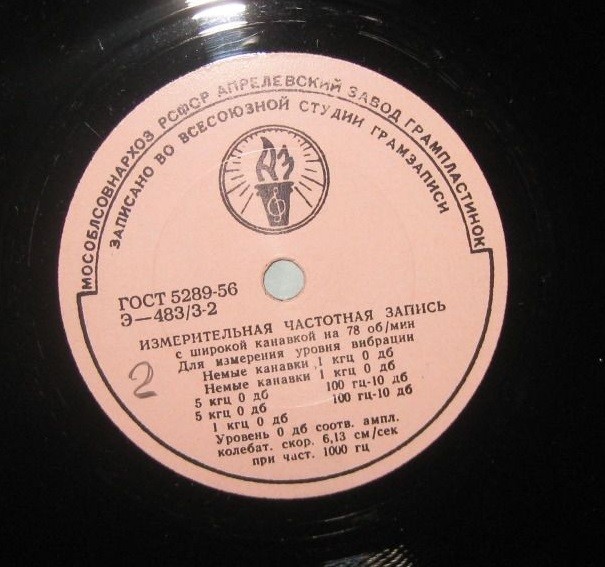 МОСОБЛСОВНАРХОЗ РСФСР АПРЕЛЕВСКИЙ ЗАВОД ГРАМПЛАСТИНОК
ЗАПИСАНО ВО ВСЕСОЮЗНОЙ СТУДИИ ГРАМЗАПИСИ
АЗ
ГОСТ 5289-56
Э—483/3-2
ИЗМЕРИТЕЛЬНАЯ ЧАСТОТНАЯ ЗАПИСЬ
с широкой канавкой на 78 об/мин
Для измерения уровня вибрации
Немые канавки 1 кгц 0 дб
Немые канавки 1 кгц 0 дб
5 кгц 0 дб 100 гц-10 дб
5 кгц 0 дб 100 гц-10 дб
1 кгц 0 дб
Уровень 0 дб соотв. ампл.
колебат. скор. 6,13 см/сек
при част. 1000 гц
2